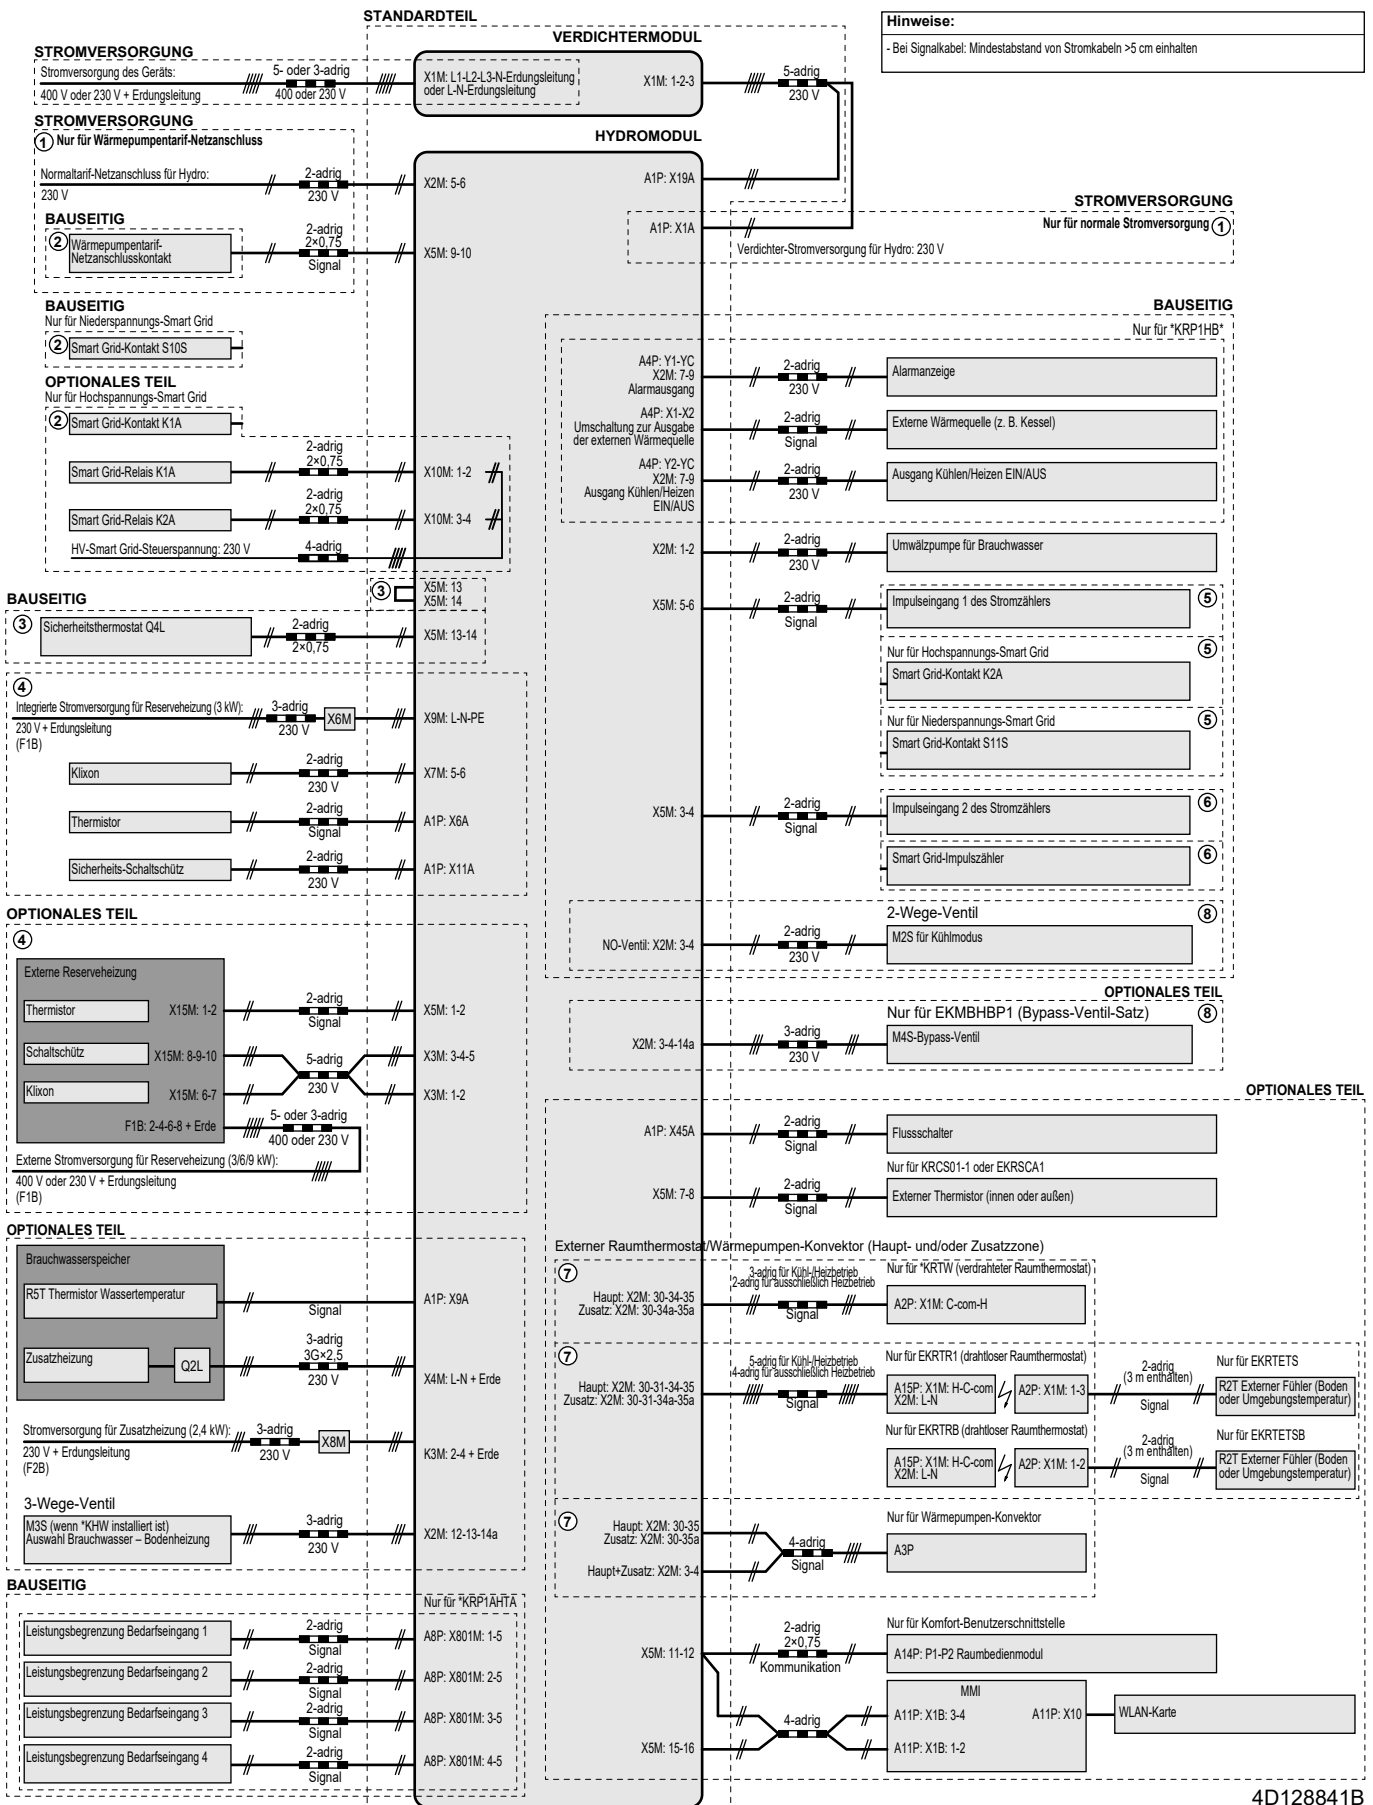 STANDARDTEIL
Hinweise:
- Bei Signalkabel: Mindestabstand von Stromkabeln >5 cm einhalten
VERDICHTERMODUL
STROMVERSORGUNG
Stromversorgung des Geräts:
400 V oder 230 V + Erdungsleitung
5- oder 3-adrig
400 oder 230 V
X1M: L1-L2-L3-N-Erdungsleitung
oder L-N-Erdungsleitung
X1M: 1-2-3
5-adrig
230 V
STROMVERSORGUNG
① Nur für Wärmepumpentarif-Netzanschluss
Normaltarif-Netzanschluss für Hydro:
230 V
2-adrig
230 V
X2M: 5-6
BAUSEITIG
② Wärmepumpentarif-
Netzanschlusskontakt
2-adrig
2×0,75
Signal
X5M: 9-10
HYDROMODUL
A1P: X19A
A1P: X1A
STROMVERSORGUNG
Nur für normale Stromversorgung ①
Verdichter-Stromversorgung für Hydro: 230 V
BAUSEITIG
Nur für Niederspannungs-Smart Grid
② Smart Grid-Kontakt S10S
OPTIONALES TEIL
Nur für Hochspannungs-Smart Grid
② Smart Grid-Kontakt K1A
Smart Grid-Relais K1A
2-adrig
2×0,75
X10M: 1-2
Smart Grid-Relais K2A
2-adrig
2×0,75
X10M: 3-4
HV-Smart Grid-Steuerspannung: 230 V
4-adrig
③
X5M: 13
X5M: 14
BAUSEITIG
③ Sicherheitsthermostat Q4L
2-adrig
2×0,75
X5M: 13-14
④
Integrierte Stromversorgung für Reserveheizung (3 kW):
230 V + Erdungsleitung
(F1B)
3-adrig
230 V
X6M
X9M: L-N-PE
Klixon
2-adrig
230 V
X7M: 5-6
Thermistor
2-adrig
Signal
A1P: X6A
Sicherheits-Schaltschütz
2-adrig
230 V
A1P: X11A
OPTIONALES TEIL
④
Externe Reserveheizung
Thermistor
X15M: 1-2
2-adrig
Signal
X5M: 1-2
Schaltschütz
X15M: 8-9-10
5-adrig
230 V
X3M: 3-4-5
Klixon
X15M: 6-7
X3M: 1-2
F1B: 2-4-6-8 + Erde
5- oder 3-adrig
400 oder 230 V
Externe Stromversorgung für Reserveheizung (3/6/9 kW):
400 V oder 230 V + Erdungsleitung
(F1B)
OPTIONALES TEIL
Brauchwasserspeicher
R5T Thermistor Wassertemperatur
Signal
A1P: X9A
Zusatzheizung
Q2L
3-adrig
3G×2,5
230 V
X4M: L-N + Erde
Stromversorgung für Zusatzheizung (2,4 kW):
230 V + Erdungsleitung
(F2B)
3-adrig
230 V
X8M
K3M: 2-4 + Erde
3-Wege-Ventil
M3S (wenn *KHW installiert ist)
Auswahl Brauchwasser – Bodenheizung
3-adrig
230 V
X2M: 12-13-14a
BAUSEITIG
Nur für *KRP1AHTA
Leistungsbegrenzung Bedarfseingang 1
2-adrig
Signal
A8P: X801M: 1-5
Leistungsbegrenzung Bedarfseingang 2
2-adrig
Signal
A8P: X801M: 2-5
Leistungsbegrenzung Bedarfseingang 3
2-adrig
Signal
A8P: X801M: 3-5
Leistungsbegrenzung Bedarfseingang 4
2-adrig
Signal
A8P: X801M: 4-5
BAUSEITIG
Nur für *KRP1HB*
A4P: Y1-YC
X2M: 7-9
Alarmausgang
2-adrig
230 V
Alarmanzeige
A4P: X1-X2
Umschaltung zur Ausgabe
der externen Wärmequelle
2-adrig
Signal
Externe Wärmequelle (z. B. Kessel)
A4P: Y2-YC
X2M: 7-9
Ausgang Kühlen/Heizen
EIN/AUS
2-adrig
230 V
Ausgang Kühlen/Heizen EIN/AUS
X2M: 1-2
2-adrig
230 V
Umwälzpumpe für Brauchwasser
X5M: 5-6
2-adrig
Signal
Impulseingang 1 des Stromzählers ⑤
Nur für Hochspannungs-Smart Grid ⑤
Smart Grid-Kontakt K2A
Nur für Niederspannungs-Smart Grid ⑤
Smart Grid-Kontakt S11S
X5M: 3-4
2-adrig
Signal
Impulseingang 2 des Stromzählers ⑥
Smart Grid-Impulszähler ⑥
2-Wege-Ventil ⑧
NO-Ventil: X2M: 3-4
2-adrig
230 V
M2S für Kühlmodus
OPTIONALES TEIL
Nur für EKMBHBP1 (Bypass-Ventil-Satz) ⑧
X2M: 3-4-14a
3-adrig
230 V
M4S-Bypass-Ventil
OPTIONALES TEIL
A1P: X45A
2-adrig
Signal
Flussschalter
Nur für KRCS01-1 oder EKRSCA1
X5M: 7-8
2-adrig
Signal
Externer Thermistor (innen oder außen)
Externer Raumthermostat/Wärmepumpen-Konvektor (Haupt- und/oder Zusatzzone)
⑦
Haupt: X2M: 30-34-35
Zusatz: X2M: 30-34a-35a
3-adrig für Kühl-/Heizbetrieb
2-adrig für ausschließlich Heizbetrieb
Signal
Nur für *KRTW (verdrahteter Raumthermostat)
A2P: X1M: C-com-H
⑦
Haupt: X2M: 30-31-34-35
Zusatz: X2M: 30-31-34a-35a
5-adrig für Kühl-/Heizbetrieb
4-adrig für ausschließlich Heizbetrieb
Signal
Nur für EKRTR1 (drahtloser Raumthermostat)
A15P: X1M: H-C-com
X2M: L-N
A2P: X1M: 1-3
2-adrig
(3 m enthalten)
Signal
Nur für EKRTETS
R2T Externer Fühler (Boden
oder Umgebungstemperatur)
Nur für EKRTRB (drahtloser Raumthermostat)
A15P: X1M: H-C-com
X2M: L-N
A2P: X1M: 1-2
2-adrig
(3 m enthalten)
Signal
Nur für EKRTETSB
R2T Externer Fühler (Boden
oder Umgebungstemperatur)
⑦
Haupt: X2M: 30-35
Zusatz: X2M: 30-35a
Haupt+Zusatz: X2M: 3-4
4-adrig
Signal
Nur für Wärmepumpen-Konvektor
A3P
Nur für Komfort-Benutzerschnittstelle
X5M: 11-12
2-adrig
2×0,75
Kommunikation
A14P: P1-P2 Raumbedienmodul
MMI
A11P: X1B: 3-4
A11P: X10
WLAN-Karte
X5M: 15-16
4-adrig
A11P: X1B: 1-2
4D128841B